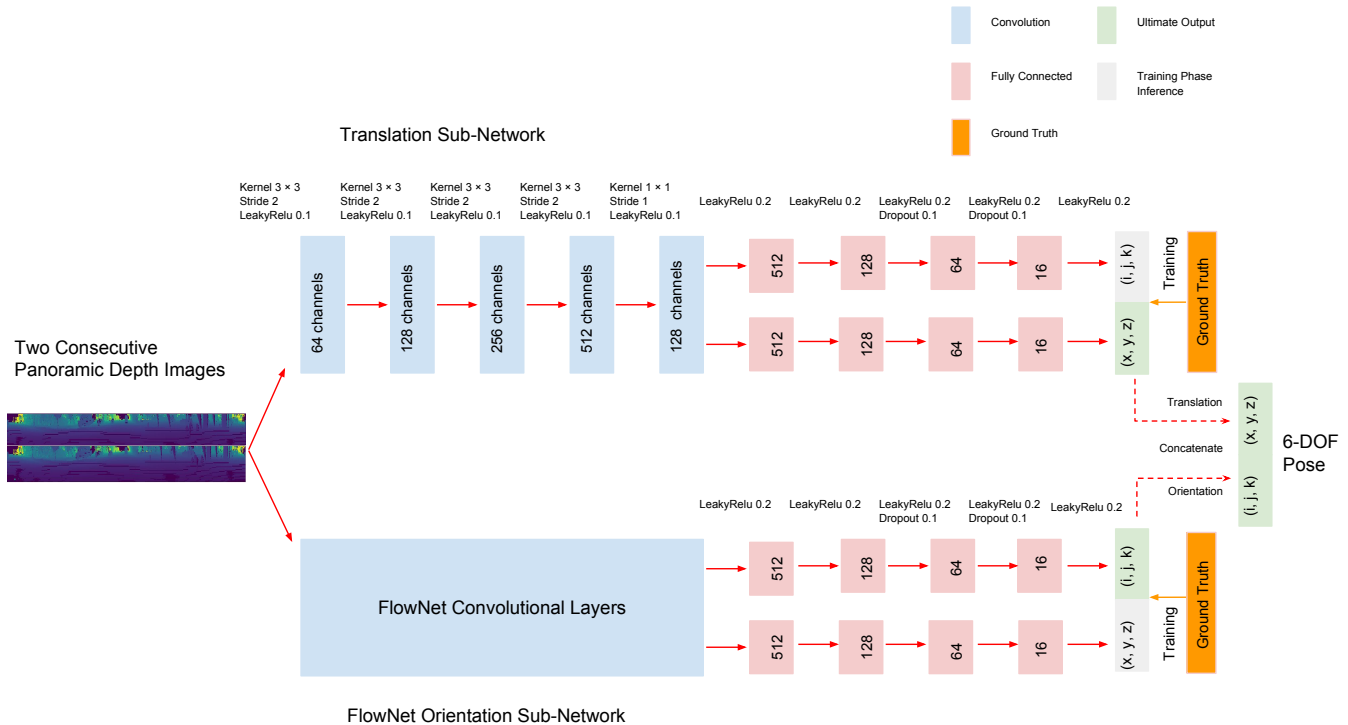 Convolution
Ultimate Output
Fully Connected
Training Phase
Inference
Ground Truth
Translation Sub-Network
Kernel 3 × 3
Stride 2
LeakyRelu 0.1
Kernel 3 × 3
Stride 2
LeakyRelu 0.1
Kernel 3 × 3
Stride 2
LeakyRelu 0.1
Kernel 3 × 3
Stride 2
LeakyRelu 0.1
Kernel 1 × 1
Stride 1
LeakyRelu 0.1
LeakyRelu 0.2
LeakyRelu 0.2
LeakyRelu 0.2
Dropout 0.1
LeakyRelu 0.2
Dropout 0.1
LeakyRelu 0.2
64 channels
128 channels
256 channels
512 channels
128 channels
512
128
64
16
(i, j, k)
Training
Ground Truth
512
128
64
16
(x, y, z)
Two Consecutive
Panoramic Depth Images
Translation
Concatenate
Orientation
(x, y, z)
(i, j, k)
6-DOF
Pose
LeakyRelu 0.2
LeakyRelu 0.2
LeakyRelu 0.2
Dropout 0.1
LeakyRelu 0.2
Dropout 0.1
LeakyRelu 0.2
FlowNet Convolutional Layers
512
128
64
16
(i, j, k)
Training
Ground Truth
512
128
64
16
(x, y, z)
FlowNet Orientation Sub-Network